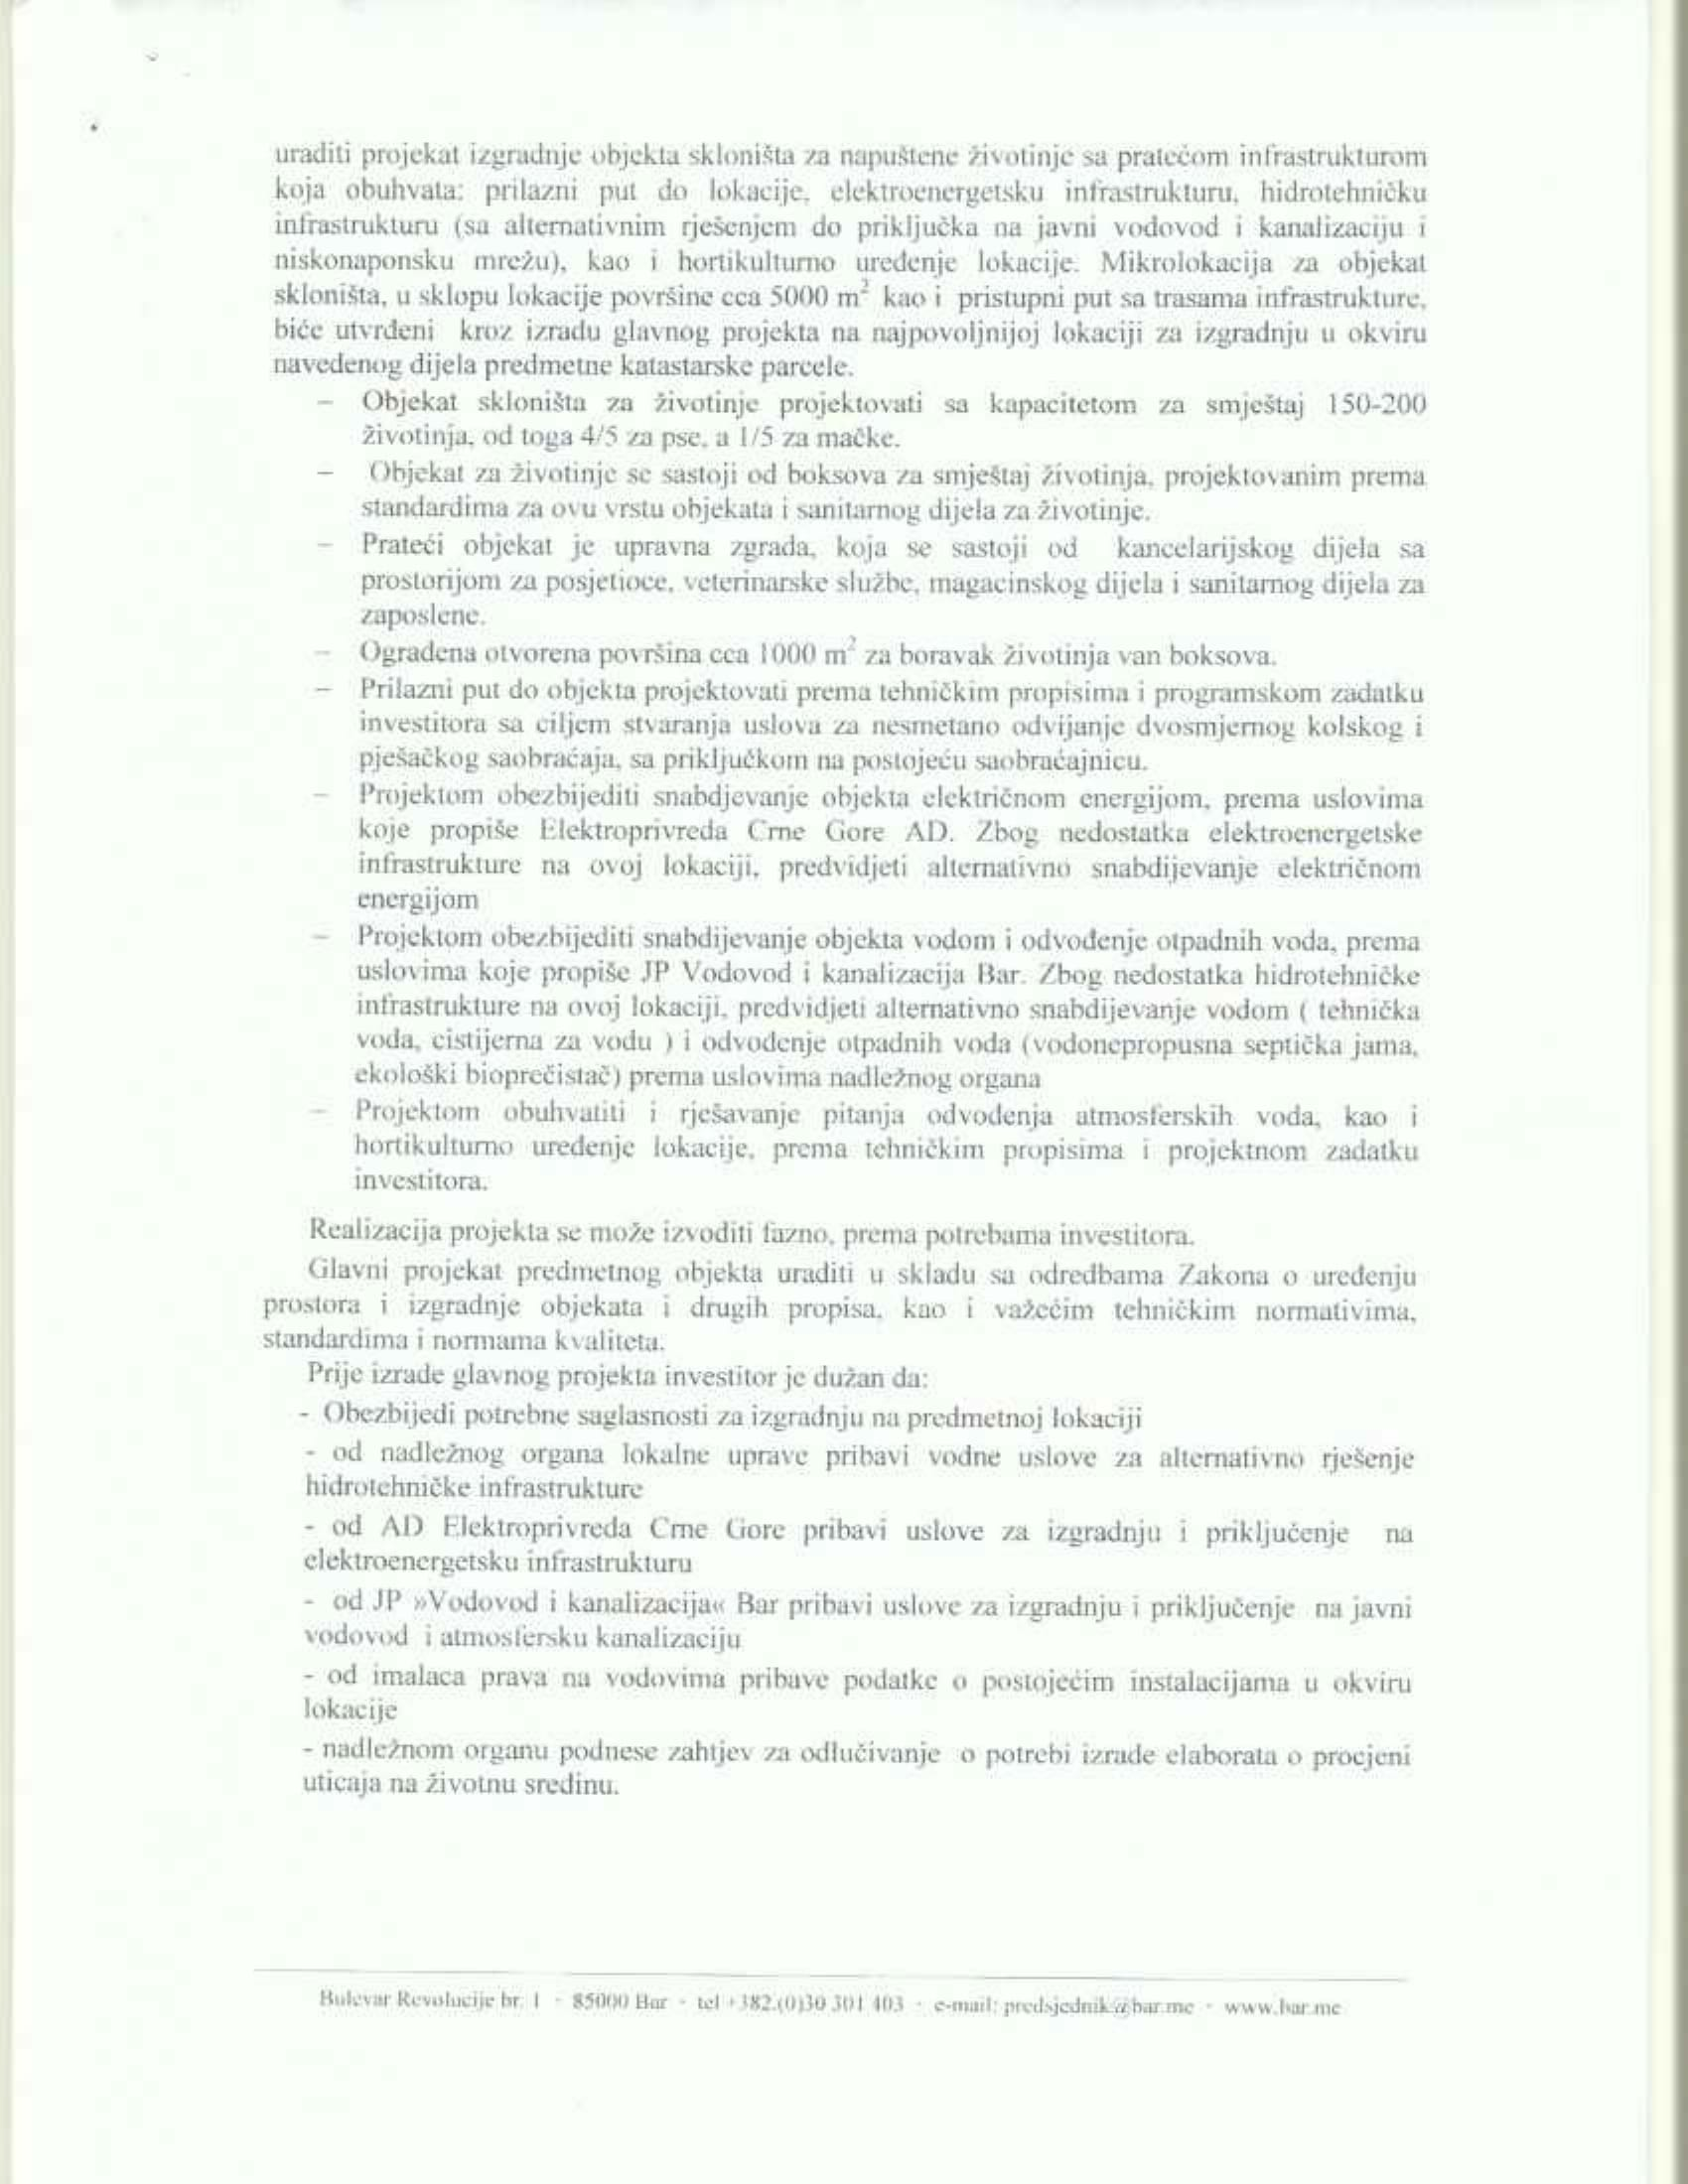 uraditi projekat izgradnje objekta skloništa za napuštene životinje sa pratećom infrastrukturom
koja obuhvata: prilazni put do lokacije, elektroenergetsku infrastrukturu, hidrotehničku
infrastrukturu (sa alternativnim rješenjem do priključka na javni vodovod i kanalizaciju i
niskonaponsku mrežu), kao i hortikulturno uređenje lokacije. Mikrolokacija za objekat
skloništa, u sklopu lokacije površine cca 5000 m² kao i pristupni put sa trasama infrastrukture,
biće utvrđeni kroz izradu glavnog projekta na najpovoljnijoj lokaciji za izgradnju u okviru
navedenog dijela predmetne katastarske parcele.
– Objekat skloništa za životinje projektovati sa kapacitetom za smještaj 150-200
životinja, od toga 4/5 za pse, a 1/5 za mačke.
– Objekat za životinje se sastoji od boksova za smještaj životinja, projektovanim prema
standardima za ovu vrstu objekata i sanitarnog dijela za životinje.
– Prateći objekat je upravna zgrada, koja se sastoji od kancelarijskog dijela sa
prostorijom za posjetioce, veterinarske službe, magacinskog dijela i sanitarnog dijela za
zaposlene.
– Ograđena otvorena površina cca 1000 m² za boravak životinja van boksova.
– Prilazni put do objekta projektovati prema tehničkim propisima i programskom zadatku
investitora sa ciljem stvaranja uslova za nesmetano odvijanje dvosmjernog kolskog i
pješačkog saobraćaja, sa priključkom na postojeću saobraćajnicu.
– Projektom obezbijediti snabdjevanje objekta električnom energijom, prema uslovima
koje propiše Elektroprivreda Crne Gore AD. Zbog nedostatka elektroenergetske
infrastrukture na ovoj lokaciji, predvidjeti alternativno snabdijevanje električnom
energijom
– Projektom obezbijediti snabdijevanje objekta vodom i odvođenje otpadnih voda, prema
uslovima koje propiše JP Vodovod i kanalizacija Bar. Zbog nedostatka hidrotehničke
infrastrukture na ovoj lokaciji, predvidjeti alternativno snabdijevanje vodom ( tehnička
voda, cistijerna za vodu ) i odvođenje otpadnih voda (vodonepropusna septička jama,
ekološki bioprečistač) prema uslovima nadležnog organa
– Projektom obuhvatiti i rješavanje pitanja odvođenja atmosferskih voda, kao i
hortikulturno uređenje lokacije, prema tehničkim propisima i projektnom zadatku
investitora.
Realizacija projekta se može izvoditi fazno, prema potrebama investitora.
Glavni projekat predmetnog objekta uraditi u skladu sa odredbama Zakona o uređenju
prostora i izgradnje objekata i drugih propisa, kao i važećim tehničkim normativima,
standardima i normama kvaliteta.
Prije izrade glavnog projekta investitor je dužan da:
- Obezbijedi potrebne saglasnosti za izgradnju na predmetnoj lokaciji
- od nadležnog organa lokalne uprave pribavi vodne uslove za alternativno rješenje
hidrotehničke infrastrukture
- od AD Elektroprivreda Crne Gore pribavi uslove za izgradnju i priključenje na
elektroenergetsku infrastrukturu
- od JP »Vodovod i kanalizacija« Bar pribavi uslove za izgradnju i priključenje na javni
vodovod i atmosfersku kanalizaciju
- od imalaca prava na vodovima pribave podatke o postojećim instalacijama u okviru
lokacije
- nadležnom organu podnese zahtjev za odlučivanje o potrebi izrade elaborata o procjeni
uticaja na životnu sredinu.
Bulevar Revolucije br. 1 - 85000 Bar - tel +382.(0)30 301 403 - e-mail: predsjednik@bar.me - www.bar.me